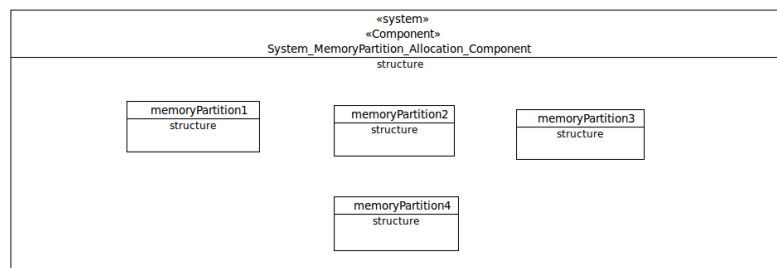 «system»
«Component»
System_MemoryPartition_Allocation_Component
structure
memoryPartition1
structure
memoryPartition2
structure
memoryPartition3
structure
memoryPartition4
structure